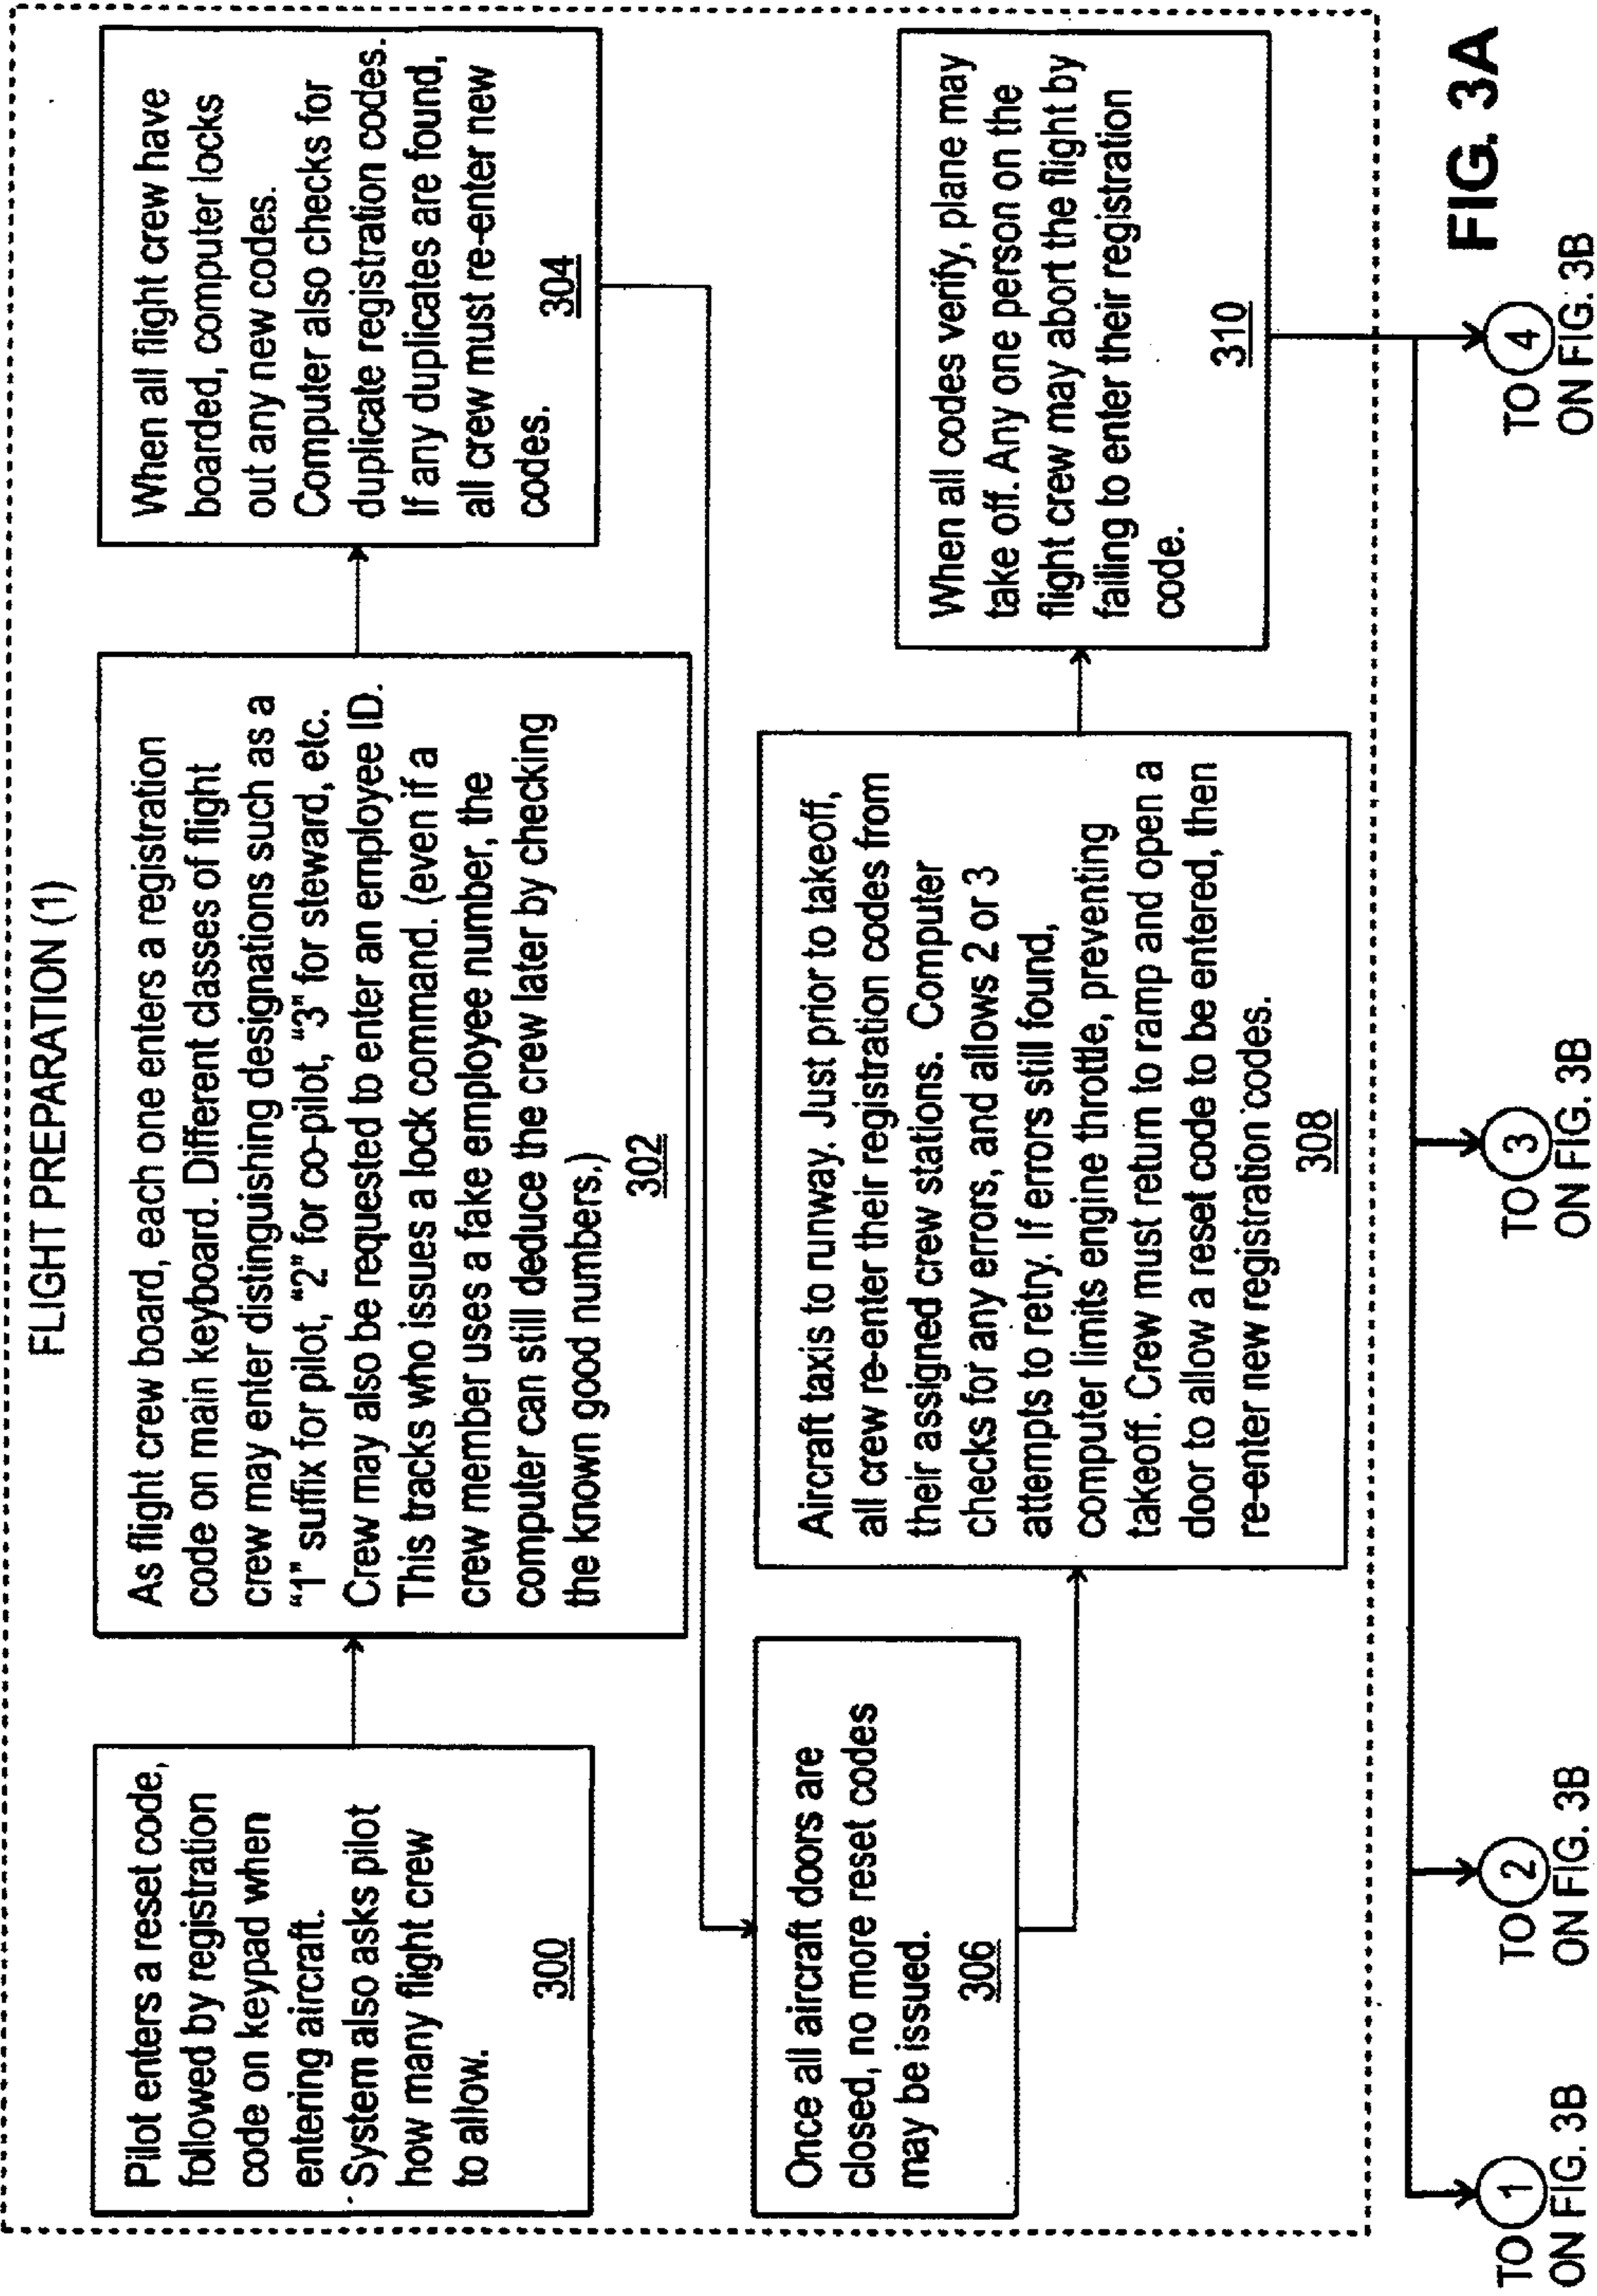 FLIGHT PREPARATION (1)
Pilot enters a reset code,
followed by registration
code on keypad when
entering aircraft.
System also asks pilot
how many flight crew
to allow.
300
As flight crew board, each one enters a registration
code on main keyboard. Different classes of flight
crew may enter distinguishing designations such as a
“1” suffix for pilot, “2” for co-pilot, “3” for steward, etc.
Crew may also be requested to enter an employee ID.
This tracks who issues a lock command. (even if a
crew member uses a fake employee number, the
computer can still deduce the crew later by checking
the known good numbers.)
302
When all flight crew have
boarded, computer locks
out any new codes.
Computer also checks for
duplicate registration codes.
If any duplicates are found,
all crew must re-enter new
codes.
304
Once all aircraft doors are
closed, no more reset codes
may be issued.
306
Aircraft taxis to runway. Just prior to takeoff,
all crew re-enter their registration codes from
their assigned crew stations. Computer
checks for any errors, and allows 2 or 3
attempts to retry. If errors still found,
computer limits engine throttle, preventing
takeoff. Crew must return to ramp and open a
door to allow a reset code to be entered, then
re-enter new registration codes.
308
When all codes verify, plane may
take off. Any one person on the
flight crew may abort the flight by
failing to enter their registration
code.
310
TO 1
ON FIG. 3B
TO 2
ON FIG. 3B
TO 3
ON FIG. 3B
TO 4
ON FIG. 3B
FIG. 3A